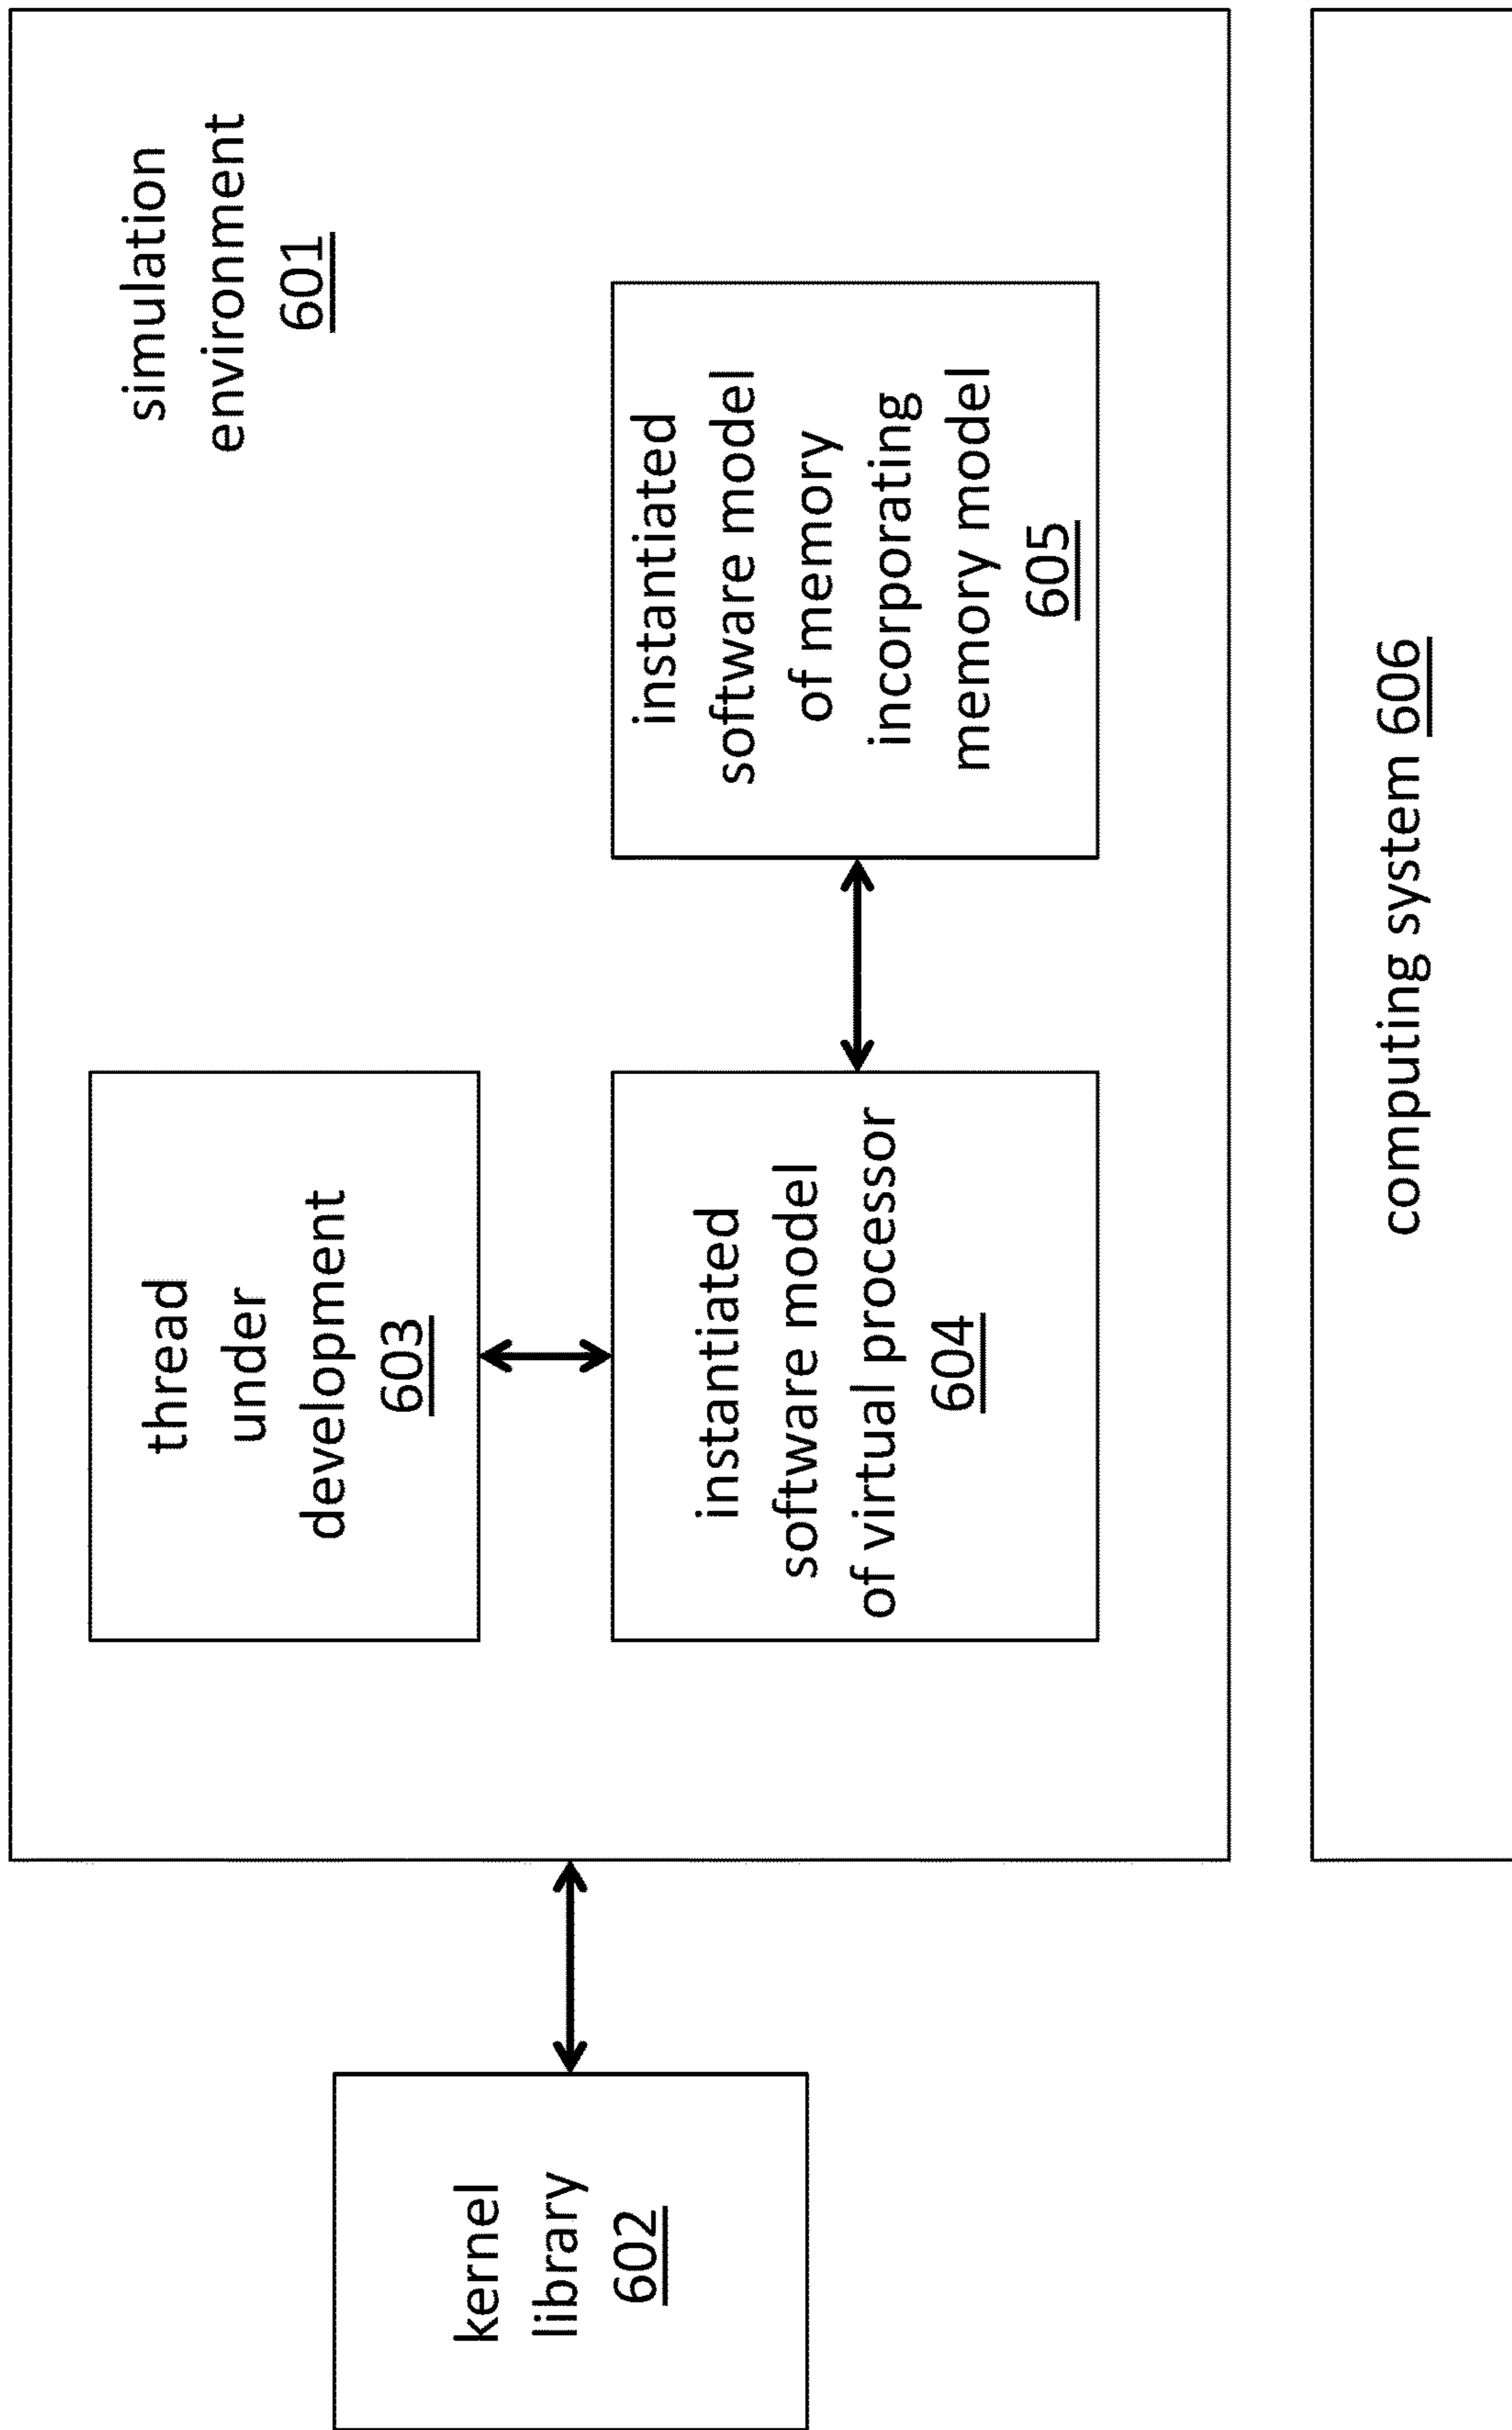 simulation
environment
601
kernel
library
602
thread
under
development
603
instantiated
software model
of virtual processor
604
instantiated
software model
of memory
incorporating
memory model
605
computing system 606